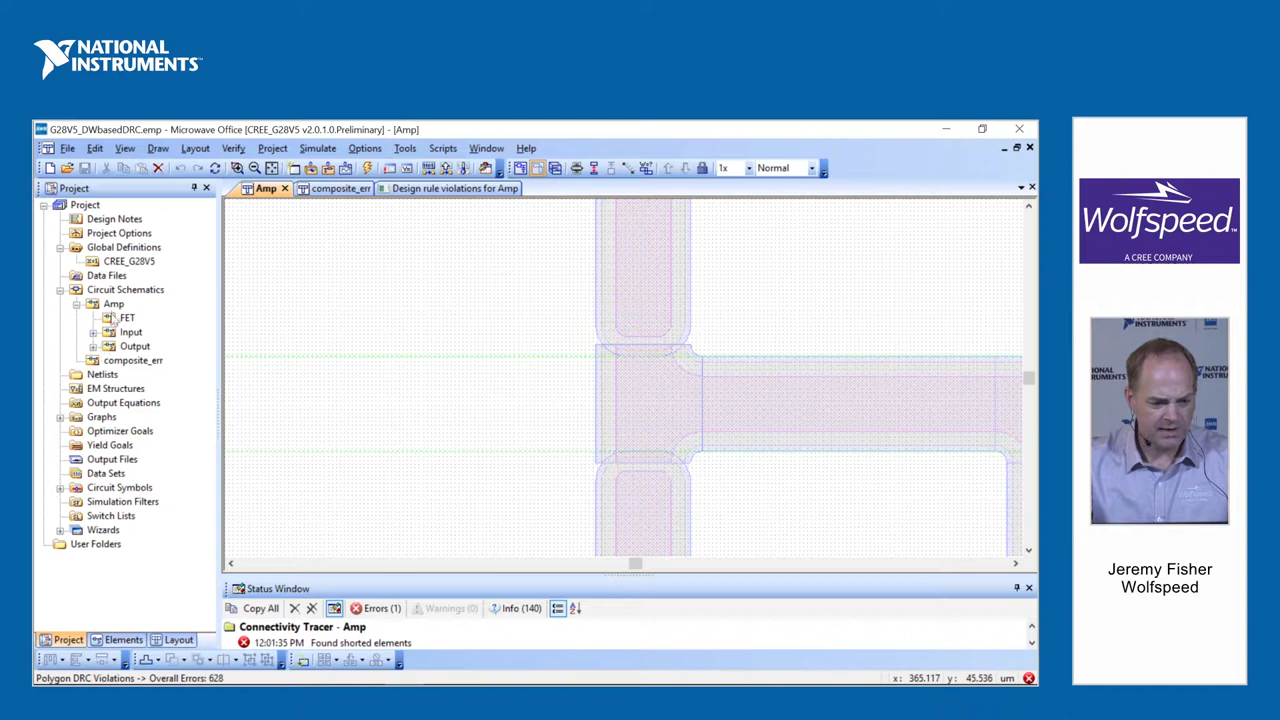 NATIONAL
INSTRUMENTS
G28V5_DWbasedDRC.emp - Microwave Office [CREE_G28V5 v2.0.1.0.Preliminary] - [Amp]
File Edit View Draw Layout Verify Project Simulate Options Tools Scripts Window Help
1x Normal
Project
Amp composite_err Design rule violations for Amp
Project
Design Notes
Project Options
Global Definitions
CREE_G28V5
Data Files
Circuit Schematics
Amp
FET
Input
Output
composite_err
Netlists
EM Structures
Output Equations
Graphs
Optimizer Goals
Yield Goals
Output Files
Data Sets
Circuit Symbols
Simulation Filters
Switch Lists
Wizards
User Folders
Status Window
Copy All Errors (1) Warnings (0) Info (140)
Connectivity Tracer - Amp
12:01:35 PM Found shorted elements
Project Elements Layout
Polygon DRC Violations -> Overall Errors: 628
x: 365.117 y: 45.536 um
Wolfspeed
A CREE COMPANY
Jeremy Fisher
Wolfspeed